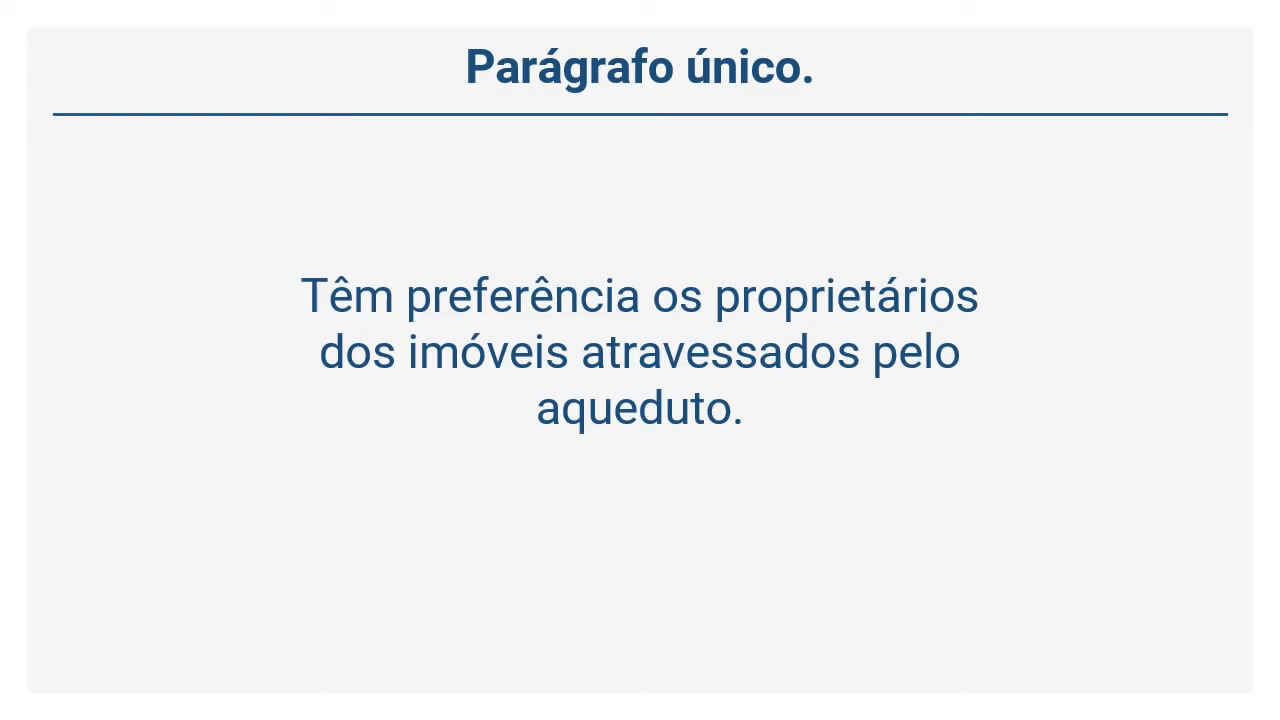 Parágrafo único.
Têm preferência os proprietários
dos imóveis atravessados pelo
aqueduto.